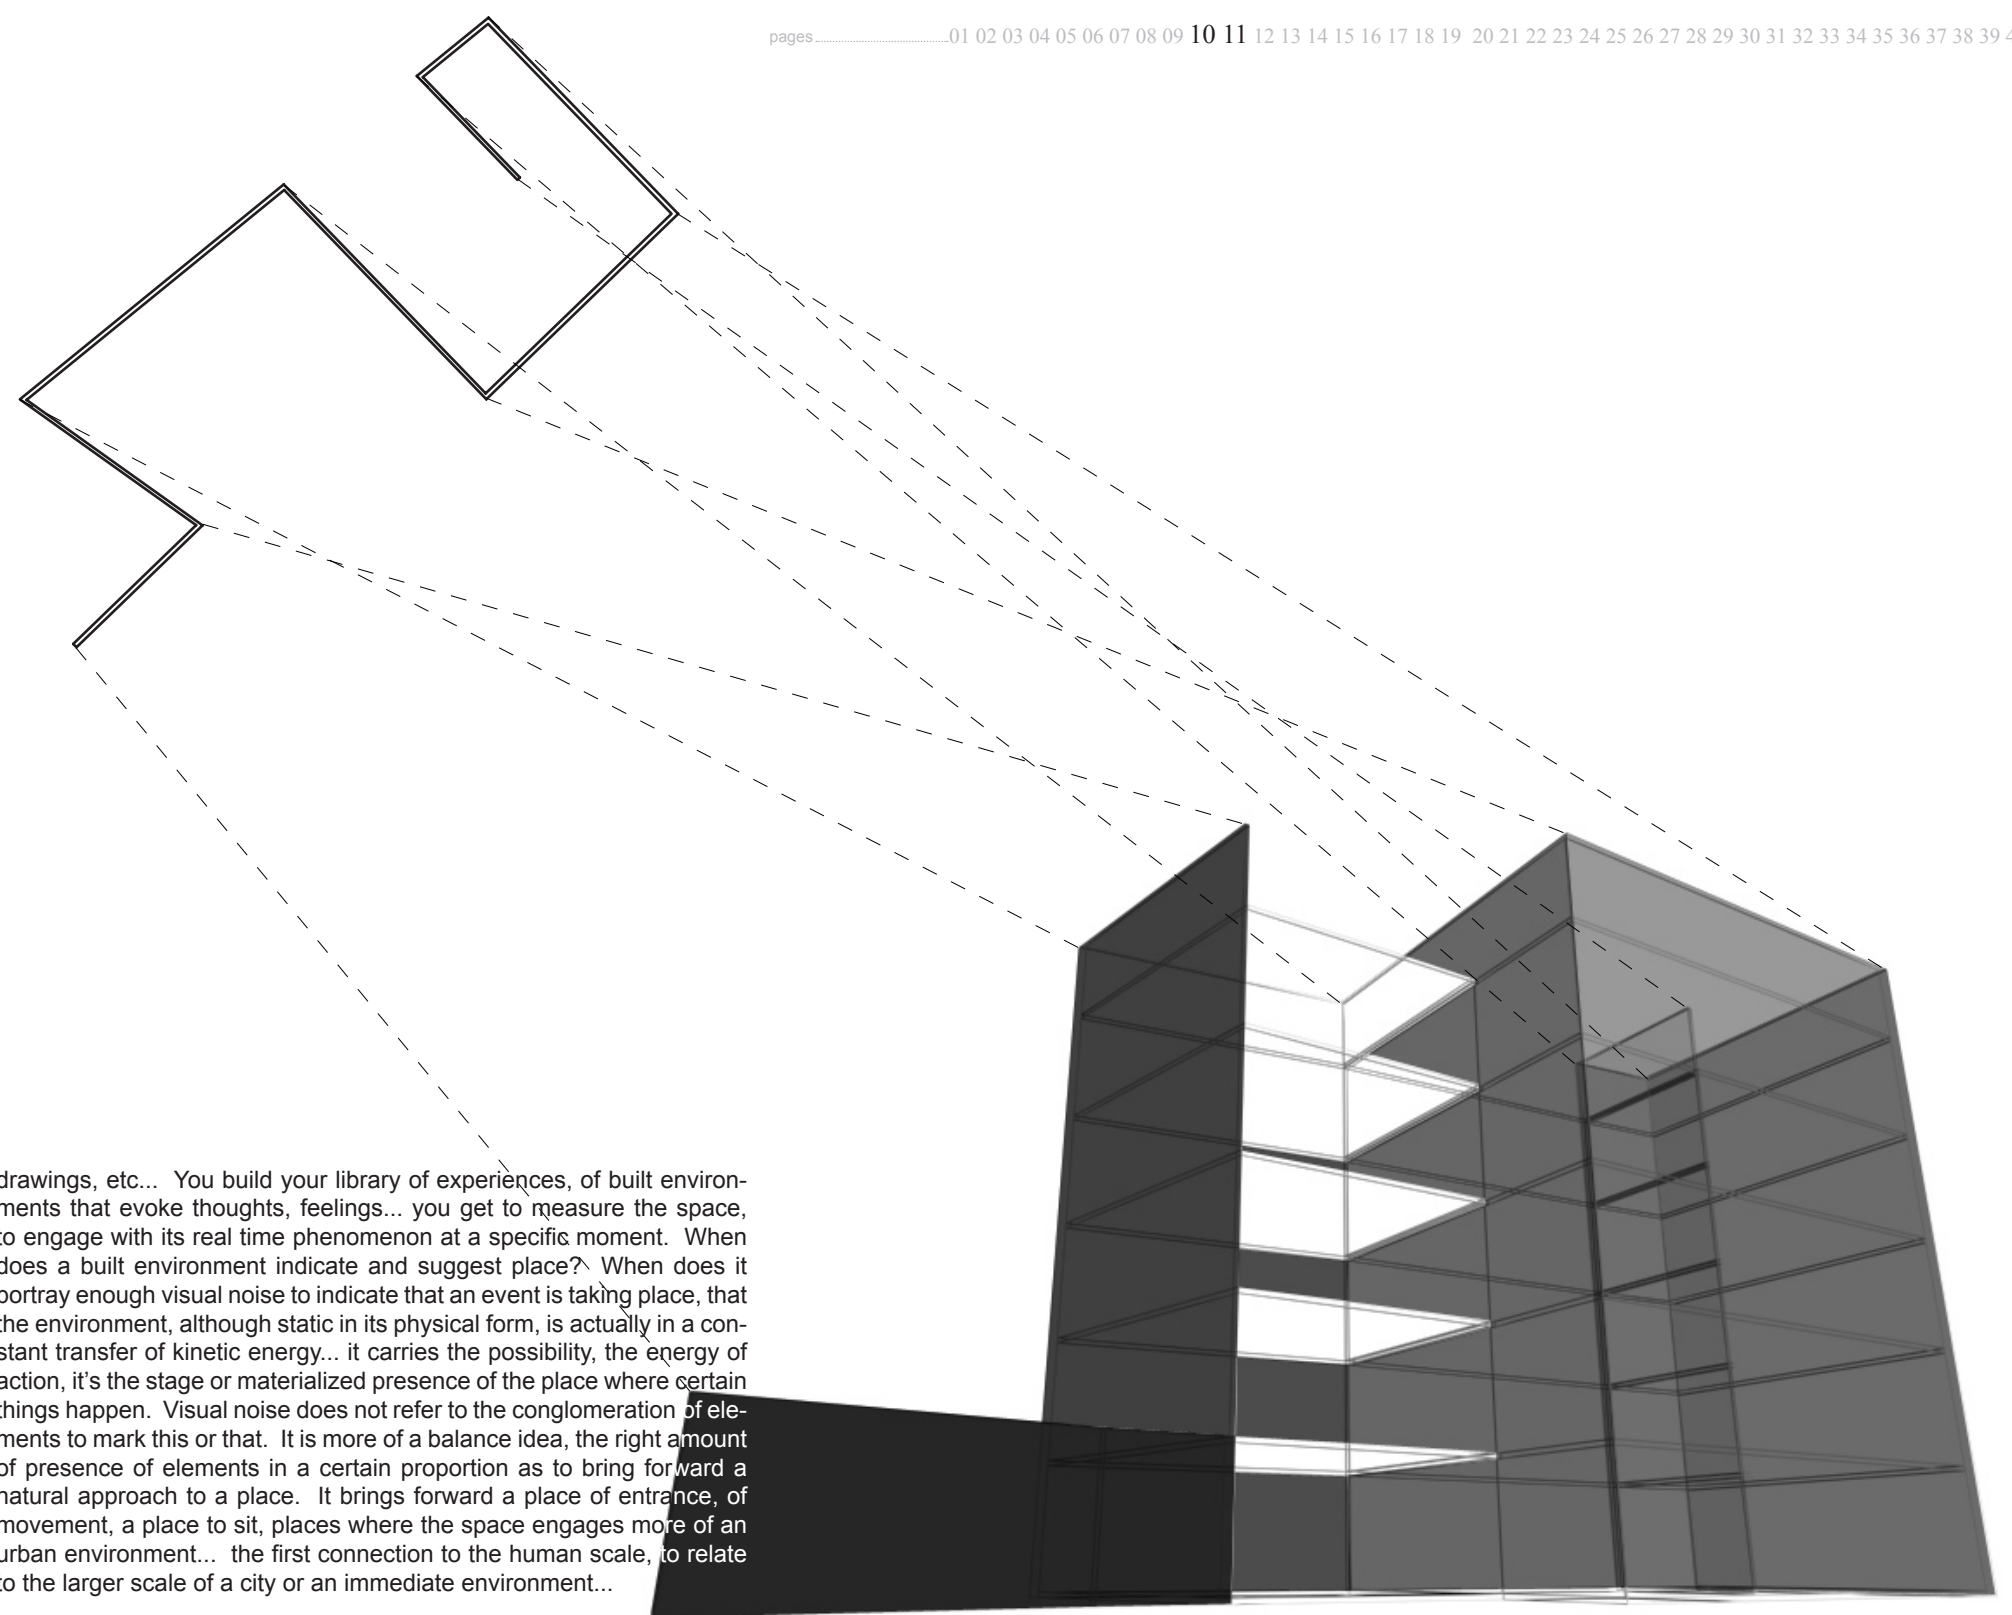 pages 01 02 03 04 05 06 07 08 09 10 11 12 13 14 15 16 17 18 19 20 21 22 23 24 25 26 27 28 29 30 31 32 33 34 35 36 37 38 39 4
drawings, etc... You build your library of experiences, of built environ-
ments that evoke thoughts, feelings... you get to measure the space,
to engage with its real time phenomenon at a specific moment. When
does a built environment indicate and suggest place? When does it
portray enough visual noise to indicate that an event is taking place, that
the environment, although static in its physical form, is actually in a con-
stant transfer of kinetic energy... it carries the possibility, the energy of
action, it's the stage or materialized presence of the place where certain
things happen. Visual noise does not refer to the conglomeration of ele-
ments to mark this or that. It is more of a balance idea, the right amount
of presence of elements in a certain proportion as to bring forward a
natural approach to a place. It brings forward a place of entrance, of
movement, a place to sit, places where the space engages more of an
urban environment... the first connection to the human scale, to relate
to the larger scale of a city or an immediate environment...